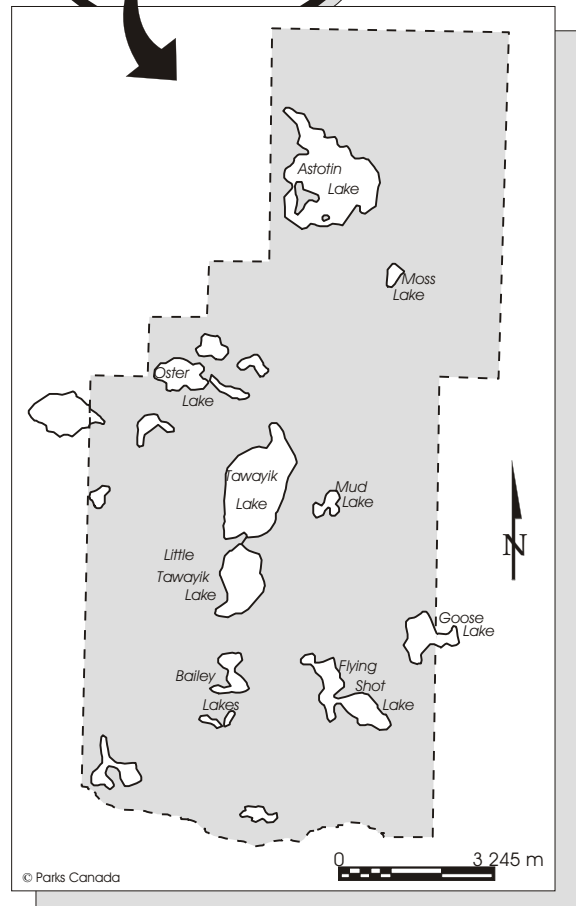 Astotin
Lake
Moss
Lake
Oster
Lake
Tawayik
Lake
Mud
Lake
Little
Tawayik
Lake
Goose
Lake
Bailey
Lakes
Flying
Shot
Lake
N
0 3 245 m
© Parks Canada